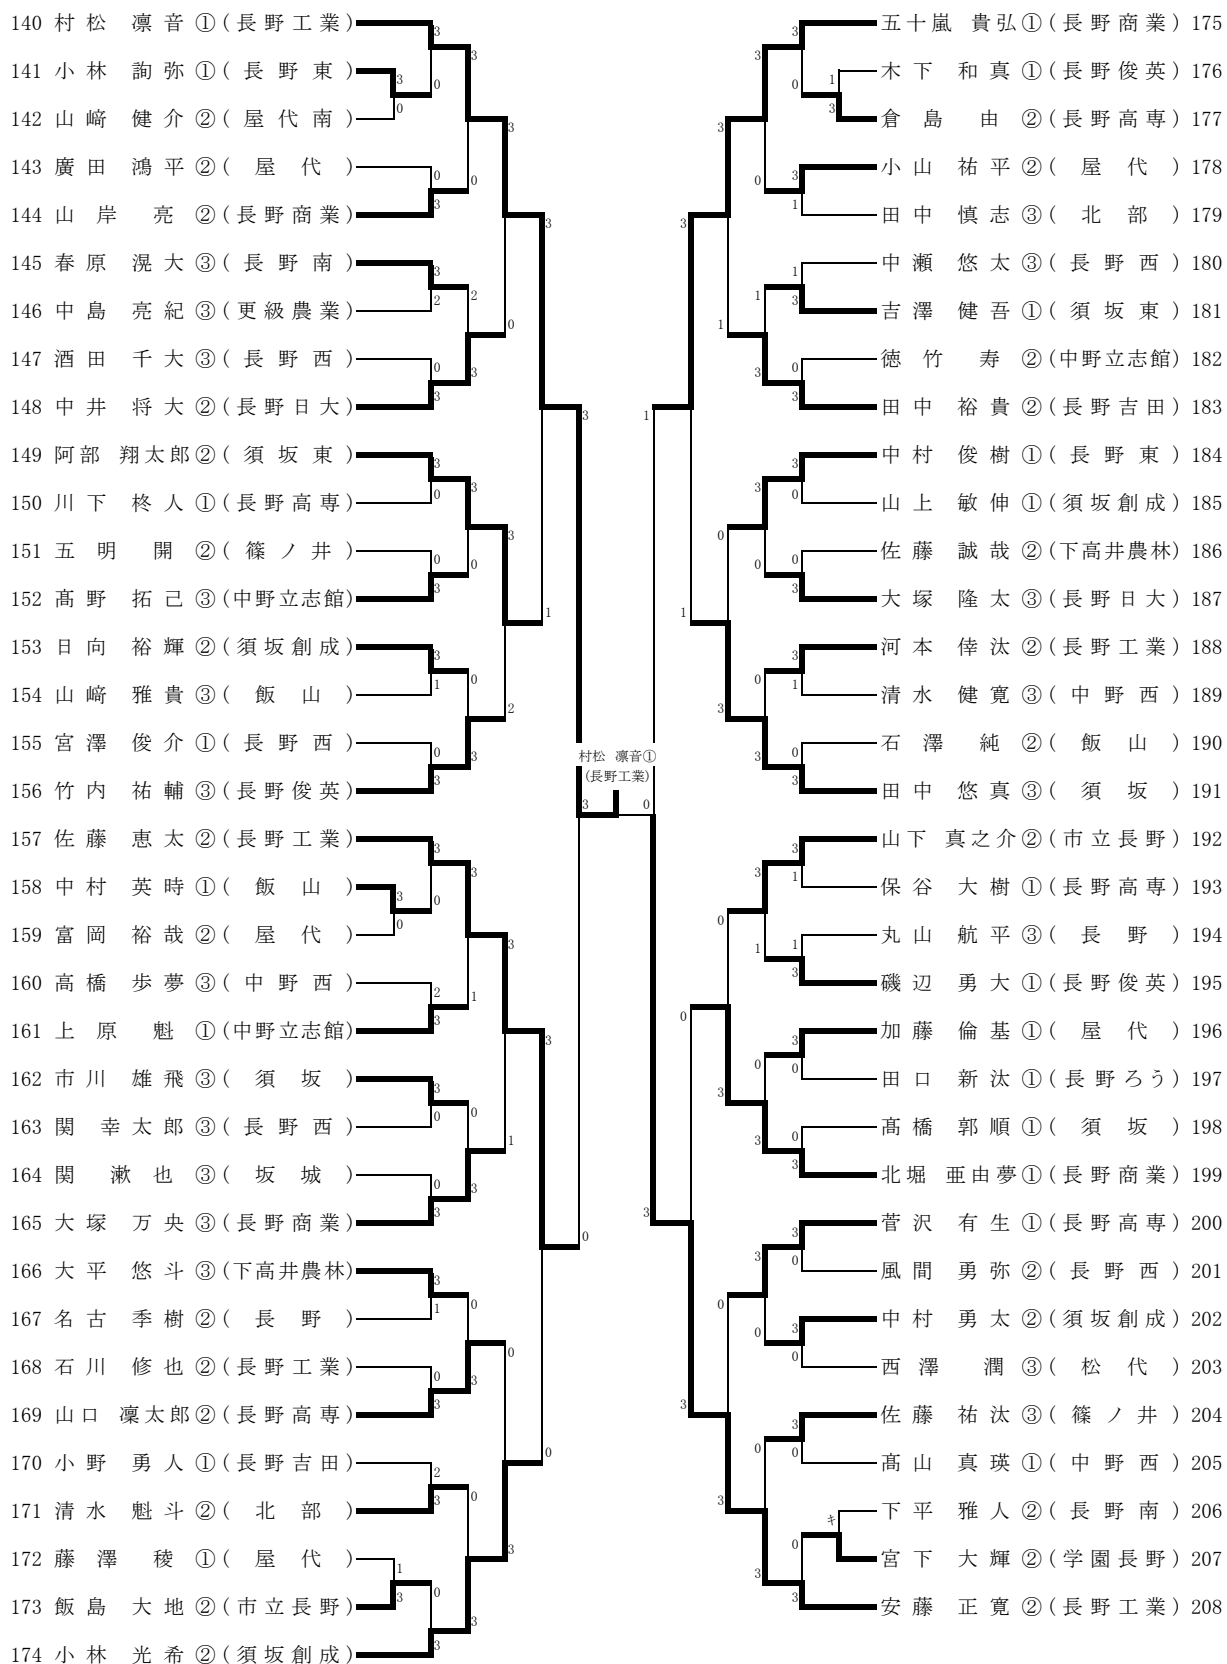 140 村松 凛音 ①(長野工業)
141 小林 詢弥 ①(長野東)
142 山﨑 健介 ②(屋代南)
143 廣田 鴻平 ②(屋代)
144 山岸 亮 ②(長野商業)
145 春原 滉大 ③(長野南)
146 中島 亮紀 ③(更級農業)
147 酒田 千大 ③(長野西)
148 中井 将大 ②(長野日大)
149 阿部 翔太郎 ②(須坂東)
150 川下 柊人 ①(長野高専)
151 五明 開 ②(篠ノ井)
152 髙野 拓己 ③(中野立志館)
153 日向 裕輝 ②(須坂創成)
154 山﨑 雅貴 ③(飯山)
155 宮澤 俊介 ①(長野西)
156 竹内 祐輔 ③(長野俊英)
157 佐藤 恵太 ②(長野工業)
158 中村 英時 ①(飯山)
159 富岡 裕哉 ②(屋代)
160 高橋 歩夢 ③(中野西)
161 上原 魁 ①(中野立志館)
162 市川 雄飛 ③(須坂)
163 関 幸太郎 ③(長野西)
164 関 漱也 ③(坂城)
165 大塚 万央 ③(長野商業)
166 大平 悠斗 ③(下高井農林)
167 名古 季樹 ②(長野)
168 石川 修也 ②(長野工業)
169 山口 凜太郎 ②(長野高専)
170 小野 勇人 ①(長野吉田)
171 清水 魁斗 ②(北部)
172 藤澤 稜 ①(屋代)
173 飯島 大地 ②(市立長野)
174 小林 光希 ②(須坂創成)
村松 凛音①
(長野工業)
五十嵐 貴弘 ①(長野商業) 175
木下 和真 ①(長野俊英) 176
倉島 由 ②(長野高専) 177
小山 祐平 ②(屋代) 178
田中 慎志 ③(北部) 179
中瀬 悠太 ③(長野西) 180
吉澤 健吾 ①(須坂東) 181
徳竹 寿 ②(中野立志館) 182
田中 裕貴 ②(長野吉田) 183
中村 俊樹 ①(長野東) 184
山上 敏伸 ①(須坂創成) 185
佐藤 誠哉 ②(下高井農林) 186
大塚 隆太 ③(長野日大) 187
河本 倖汰 ②(長野工業) 188
清水 健寛 ③(中野西) 189
石澤 純 ②(飯山) 190
田中 悠真 ③(須坂) 191
山下 真之介 ②(市立長野) 192
保谷 大樹 ①(長野高専) 193
丸山 航平 ③(長野) 194
磯辺 勇大 ①(長野俊英) 195
加藤 倫基 ①(屋代) 196
田口 新汰 ①(長野ろう) 197
髙橋 郭順 ①(須坂) 198
北堀 亜由夢 ①(長野商業) 199
菅沢 有生 ①(長野高専) 200
風間 勇弥 ②(長野西) 201
中村 勇太 ②(須坂創成) 202
西澤 潤 ③(松代) 203
佐藤 祐汰 ③(篠ノ井) 204
髙山 真瑛 ①(中野西) 205
下平 雅人 ②(長野南) 206
キ
宮下 大輝 ②(学園長野) 207
安藤 正寛 ②(長野工業) 208